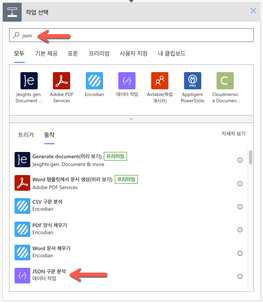 작업 선택
json
모두 기본 제공 표준 프리미엄 사용자 지정 내 클립보드
Jeights gen. Document ...
Adobe PDF Services
Encodian
데이터 작업
Airtable(독립 게시자)
Apptigent PowerTools
Cloudmersive Documen...
트리거 동작 자세히 보기
Generate document(미리 보기) 프리미엄
Jeights gen. Document & more
Word 템플릿에서 문서 생성(미리 보기) 프리미엄
Adobe PDF Services
CSV 구문 분석
Encodian
PDF 양식 채우기
Encodian
Word 문서 채우기
Encodian
JSON 구문 분석
데이터 작업